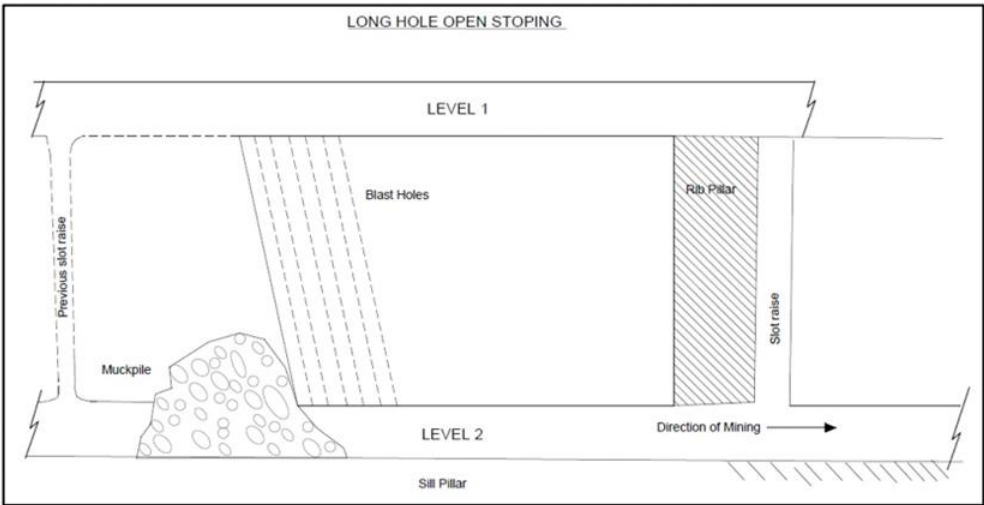 LONG HOLE OPEN STOPING
LEVEL 1
Blast Holes
Rib Pillar
Previous slot raise
Slot raise
Muckpile
LEVEL 2
Direction of Mining
Sill Pillar